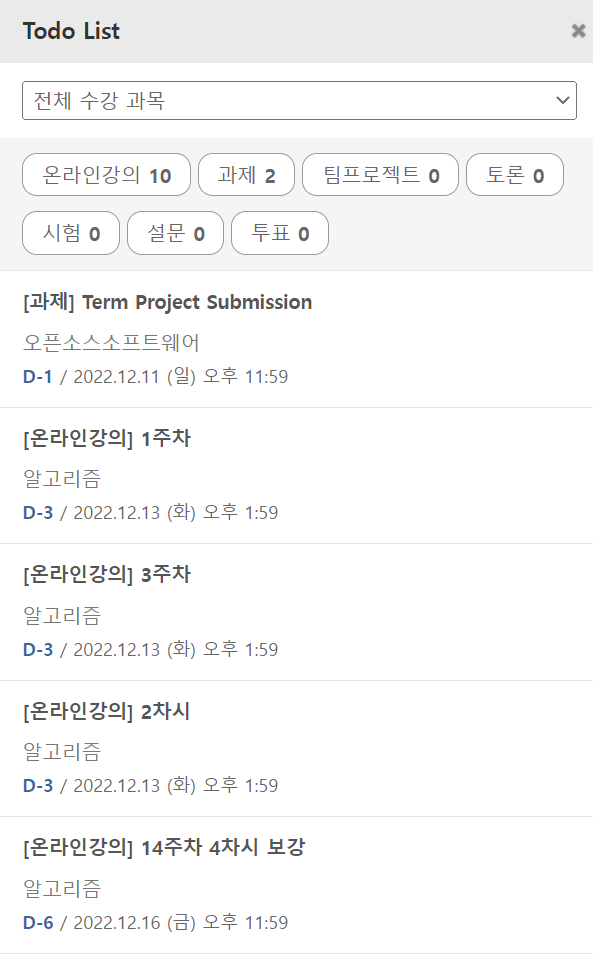 Todo List
전체 수강 과목
온라인강의 10 과제 2 팀프로젝트 0 토론 0
시험 0 설문 0 투표 0
[과제] Term Project Submission
오픈소스소프트웨어
D-1 / 2022.12.11 (일) 오후 11:59
[온라인강의] 1주차
알고리즘
D-3 / 2022.12.13 (화) 오후 1:59
[온라인강의] 3주차
알고리즘
D-3 / 2022.12.13 (화) 오후 1:59
[온라인강의] 2차시
알고리즘
D-3 / 2022.12.13 (화) 오후 1:59
[온라인강의] 14주차 4차시 보강
알고리즘
D-6 / 2022.12.16 (금) 오후 11:59